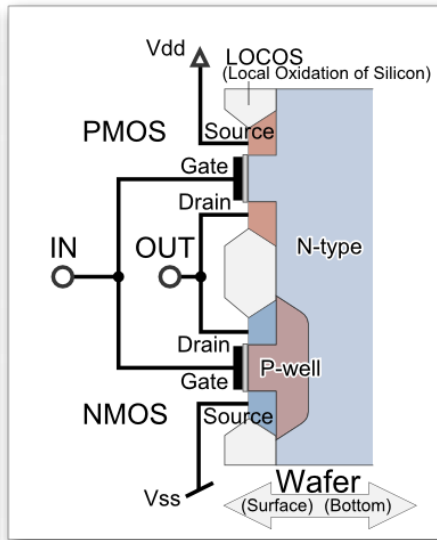 Vdd
LOCOS
(Local Oxidation of Silicon)
PMOS
Source
Gate
Drain
IN
OUT
N-type
Drain
P-well
Gate
NMOS
Source
Wafer
Vss
(Surface) (Bottom)